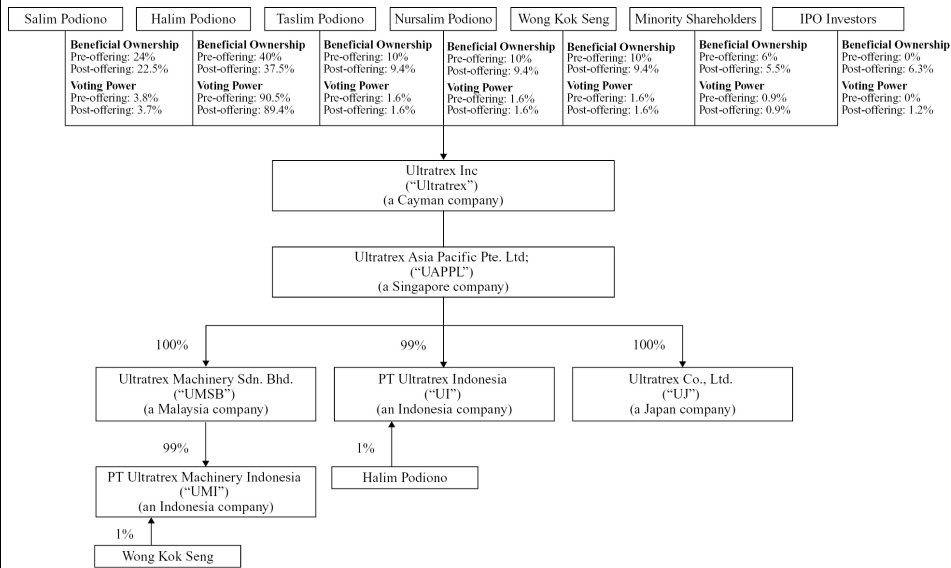 Salim Podiono
Halim Podiono
Taslim Podiono
Nursalim Podiono
Wong Kok Seng
Minority Shareholders
IPO Investors
Beneficial Ownership
Pre-offering: 24%
Post-offering: 22.5%
Voting Power
Pre-offering: 3.8%
Post-offering: 3.7%
Beneficial Ownership
Pre-offering: 40%
Post-offering: 37.5%
Voting Power
Pre-offering: 90.5%
Post-offering: 89.4%
Beneficial Ownership
Pre-offering: 10%
Post-offering: 9.4%
Voting Power
Pre-offering: 1.6%
Post-offering: 1.6%
Beneficial Ownership
Pre-offering: 10%
Post-offering: 9.4%
Voting Power
Pre-offering: 1.6%
Post-offering: 1.6%
Beneficial Ownership
Pre-offering: 10%
Post-offering: 9.4%
Voting Power
Pre-offering: 1.6%
Post-offering: 1.6%
Beneficial Ownership
Pre-offering: 6%
Post-offering: 5.5%
Voting Power
Pre-offering: 0.9%
Post-offering: 0.9%
Beneficial Ownership
Pre-offering: 0%
Post-offering: 6.3%
Voting Power
Pre-offering: 0%
Post-offering: 1.2%
Ultratrex Inc
(“Ultratrex”)
(a Cayman company)
Ultratrex Asia Pacific Pte. Ltd;
(“UAPPL”)
(a Singapore company)
100%
99%
100%
Ultratrex Machinery Sdn. Bhd.
(“UMSB”)
(a Malaysia company)
PT Ultratrex Indonesia
(“UI”)
(an Indonesia company)
Ultratrex Co., Ltd.
(“UJ”)
(a Japan company)
99%
1%
PT Ultratrex Machinery Indonesia
(“UMI”)
(an Indonesia company)
Halim Podiono
1%
Wong Kok Seng